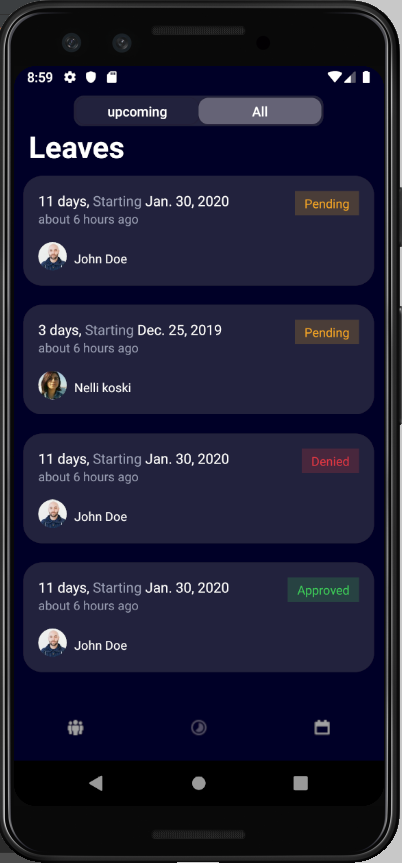 8:59
upcoming All
Leaves
11 days, Starting Jan. 30, 2020 Pending
about 6 hours ago
John Doe
3 days, Starting Dec. 25, 2019 Pending
about 6 hours ago
Nelli koski
11 days, Starting Jan. 30, 2020 Denied
about 6 hours ago
John Doe
11 days, Starting Jan. 30, 2020 Approved
about 6 hours ago
John Doe